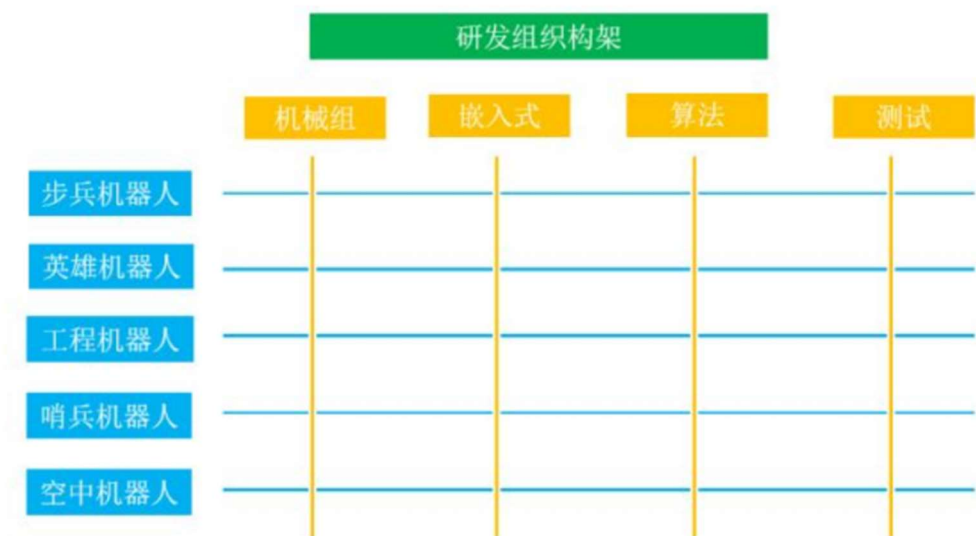 研发组织构架
机械组
嵌入式
算法
测试
步兵机器人
英雄机器人
工程机器人
哨兵机器人
空中机器人